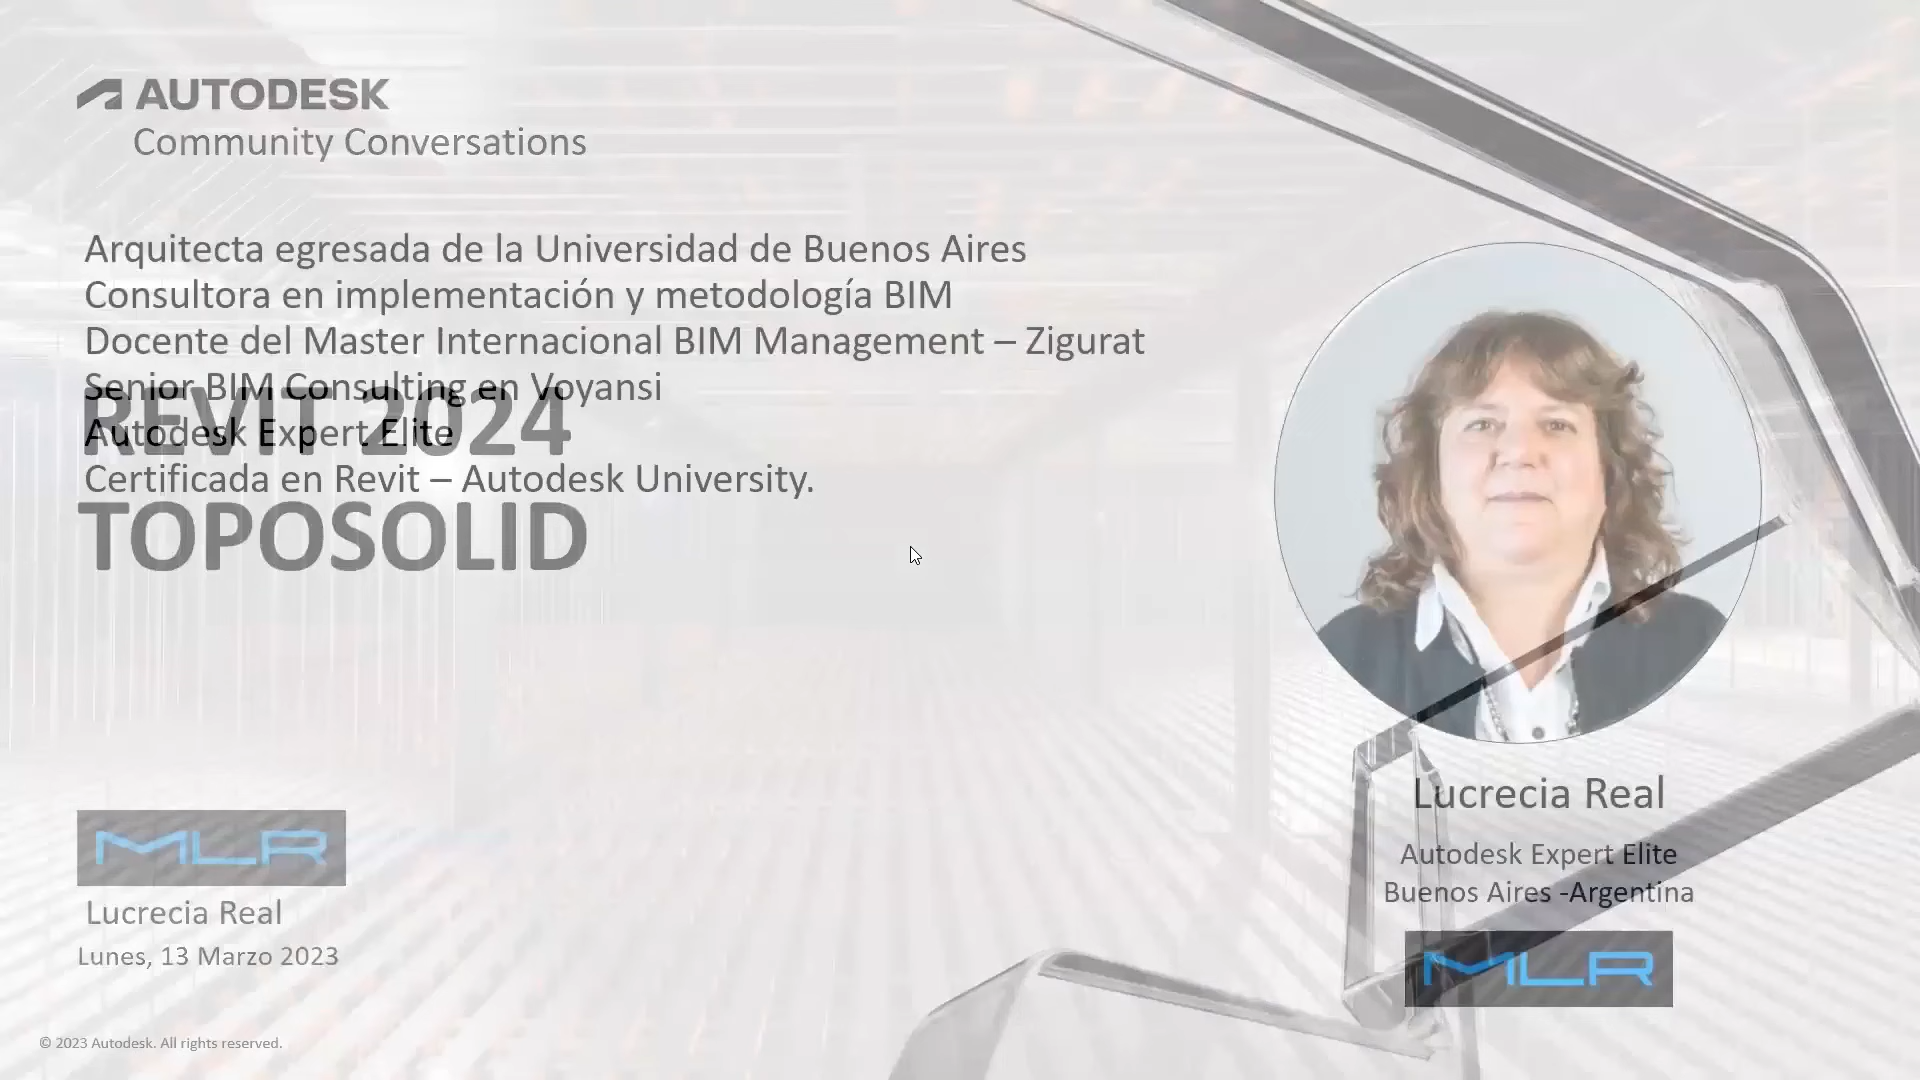 AUTODESK
Community Conversations
Arquitecta egresada de la Universidad de Buenos Aires
Consultora en implementación y metodología BIM
Docente del Master Internacional BIM Management – Zigurat
Senior BIM Consulting en Voyansi
REVIT 2024
Autodesk Expert Elite
Certificada en Revit – Autodesk University.
TOPOSOLID
Lucrecia Real
Autodesk Expert Elite
Buenos Aires -Argentina
MLR
MLR
Lucrecia Real
Lunes, 13 Marzo 2023
© 2023 Autodesk. All rights reserved.